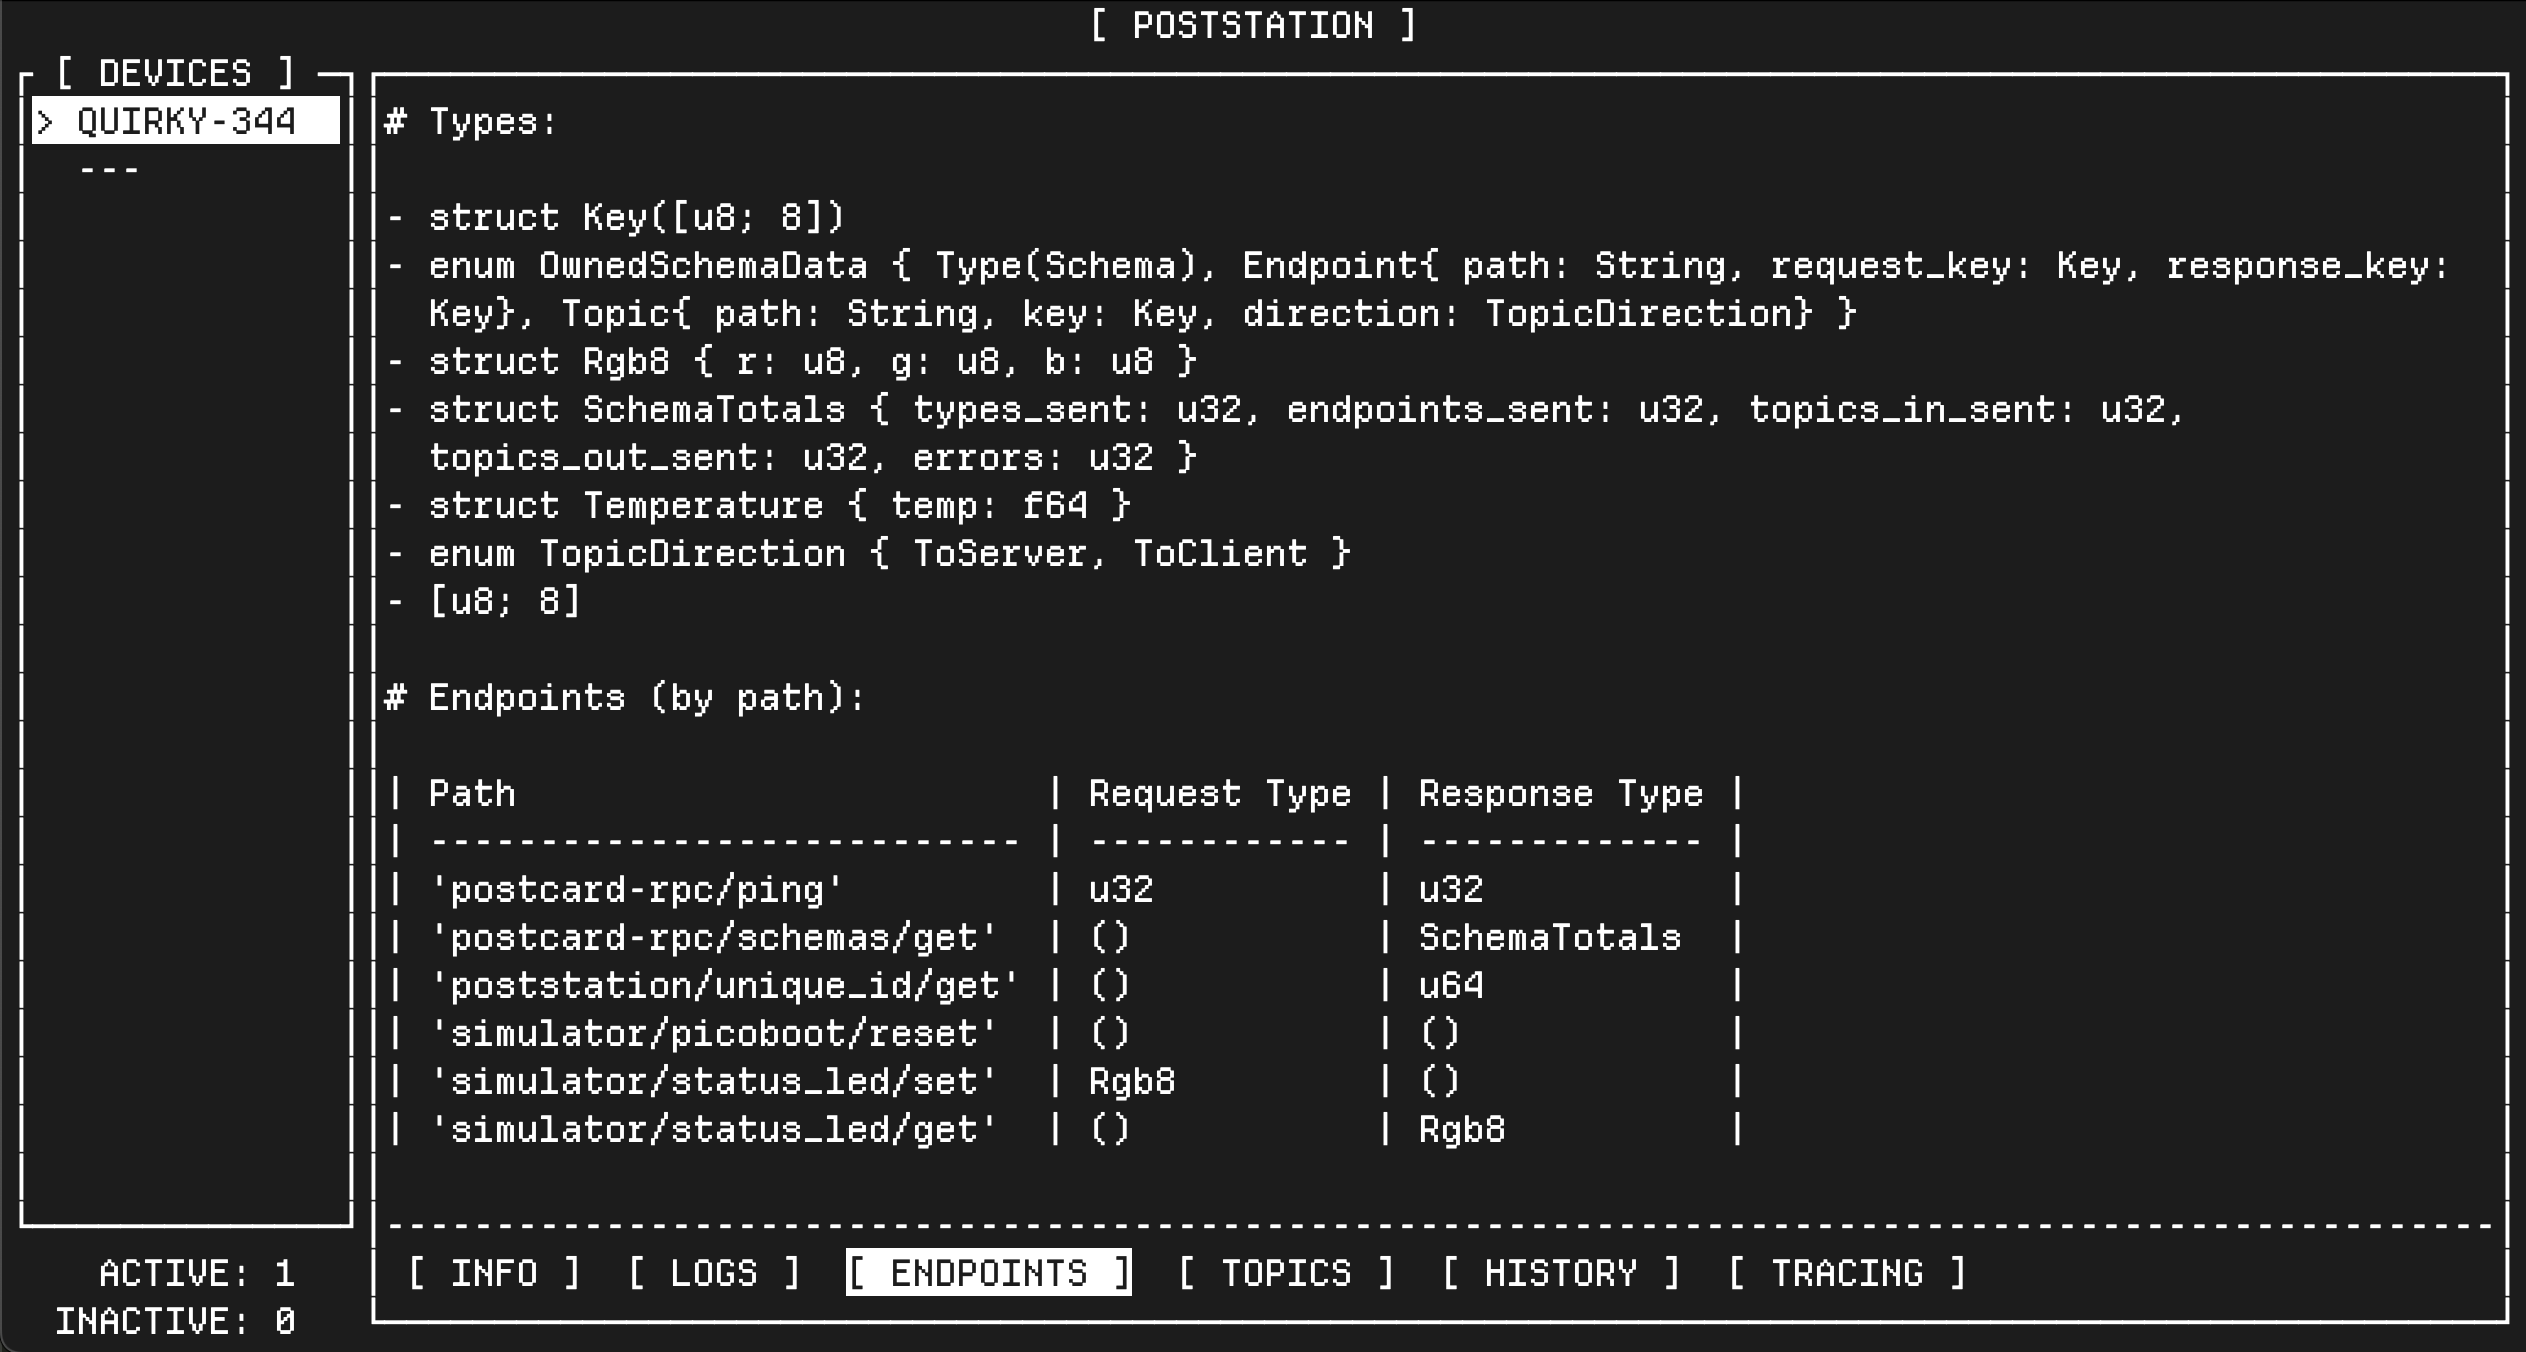 [ POSTSTATION ]
[ DEVICES ]
> QUIRKY-344
---
# Types:
- struct Key([u8; 8])
- enum OwnedSchemaData { Type(Schema), Endpoint{ path: String, request_key: Key, response_key:
Key}, Topic{ path: String, key: Key, direction: TopicDirection} }
- struct Rgb8 { r: u8, g: u8, b: u8 }
- struct SchemaTotals { types_sent: u32, endpoints_sent: u32, topics_in_sent: u32,
topics_out_sent: u32, errors: u32 }
- struct Temperature { temp: f64 }
- enum TopicDirection { ToServer, ToClient }
- [u8; 8]
# Endpoints (by path):
| Path | Request Type | Response Type |
| --------------------------- | ------------ | ------------- |
| 'postcard-rpc/ping' | u32 | u32 |
| 'postcard-rpc/schemas/get' | () | SchemaTotals |
| 'poststation/unique_id/get' | () | u64 |
| 'simulator/picoboot/reset' | () | () |
| 'simulator/status_led/set' | Rgb8 | () |
| 'simulator/status_led/get' | () | Rgb8 |
[ INFO ] [ LOGS ] [ ENDPOINTS ] [ TOPICS ] [ HISTORY ] [ TRACING ]
ACTIVE: 1
INACTIVE: 0